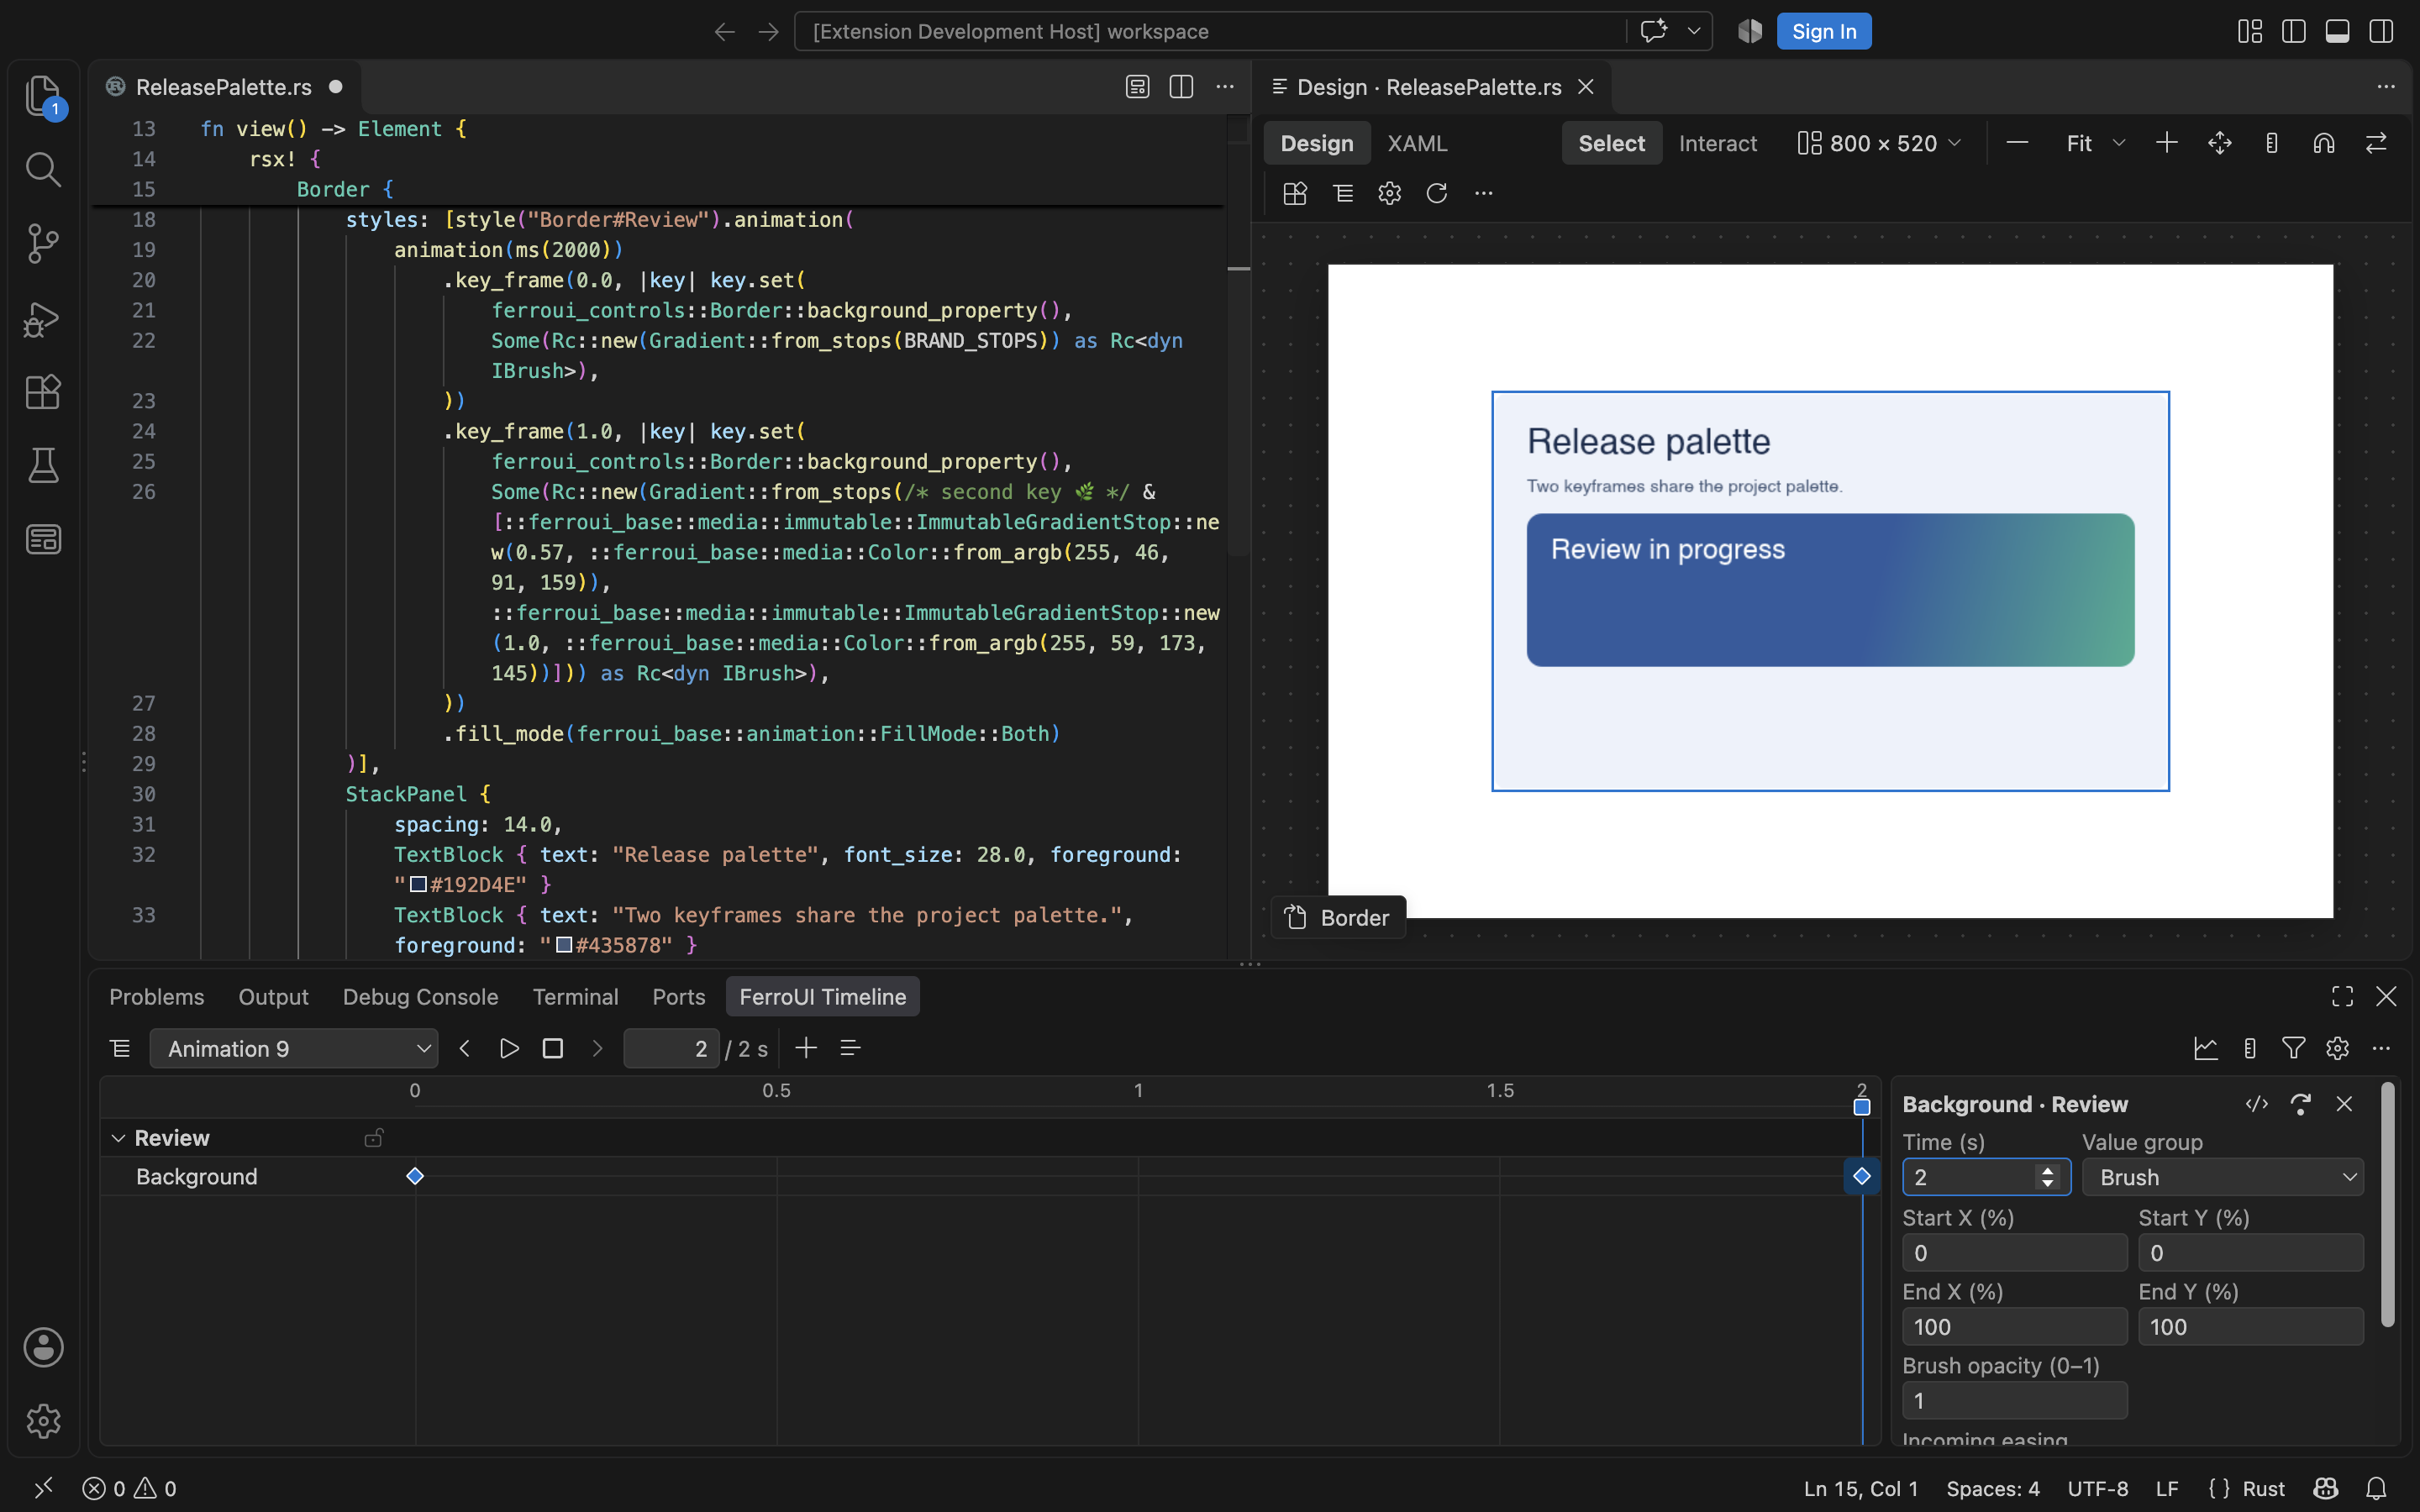 [Extension Development Host] workspace
Sign In
1
ReleasePalette.rs
13 fn view() -> Element {
14 rsx! {
15 Border {
18 styles: [style("Border#Review").animation(
19 animation(ms(2000))
20 .key_frame(0.0, |key| key.set(
21 ferroui_controls::Border::background_property(),
22 Some(Rc::new(Gradient::from_stops(BRAND_STOPS)) as Rc<dyn
IBrush>),
23 ))
24 .key_frame(1.0, |key| key.set(
25 ferroui_controls::Border::background_property(),
26 Some(Rc::new(Gradient::from_stops(/* second key 🌿 */ &
[::ferroui_base::media::immutable::ImmutableGradientStop::ne
w(0.57, ::ferroui_base::media::Color::from_argb(255, 46,
91, 159)),
::ferroui_base::media::immutable::ImmutableGradientStop::new
(1.0, ::ferroui_base::media::Color::from_argb(255, 59, 173,
145))])) as Rc<dyn IBrush>),
27 ))
28 .fill_mode(ferroui_base::animation::FillMode::Both)
29 )],
30 StackPanel {
31 spacing: 14.0,
32 TextBlock { text: "Release palette", font_size: 28.0, foreground:
"#192D4E" }
33 TextBlock { text: "Two keyframes share the project palette.",
foreground: "#435878" }
Design · ReleasePalette.rs
Design XAML Select Interact 800 × 520 Fit
Release palette
Two keyframes share the project palette.
Review in progress
Border
Problems Output Debug Console Terminal Ports FerroUI Timeline
Animation 9 2 / 2 s
0 0.5 1 1.5 2
Review
Background
Background · Review
Time (s) Value group
2 Brush
Start X (%) Start Y (%)
0 0
End X (%) End Y (%)
100 100
Brush opacity (0–1)
1
Incoming easing
0 0
Ln 15, Col 1 Spaces: 4 UTF-8 LF { } Rust